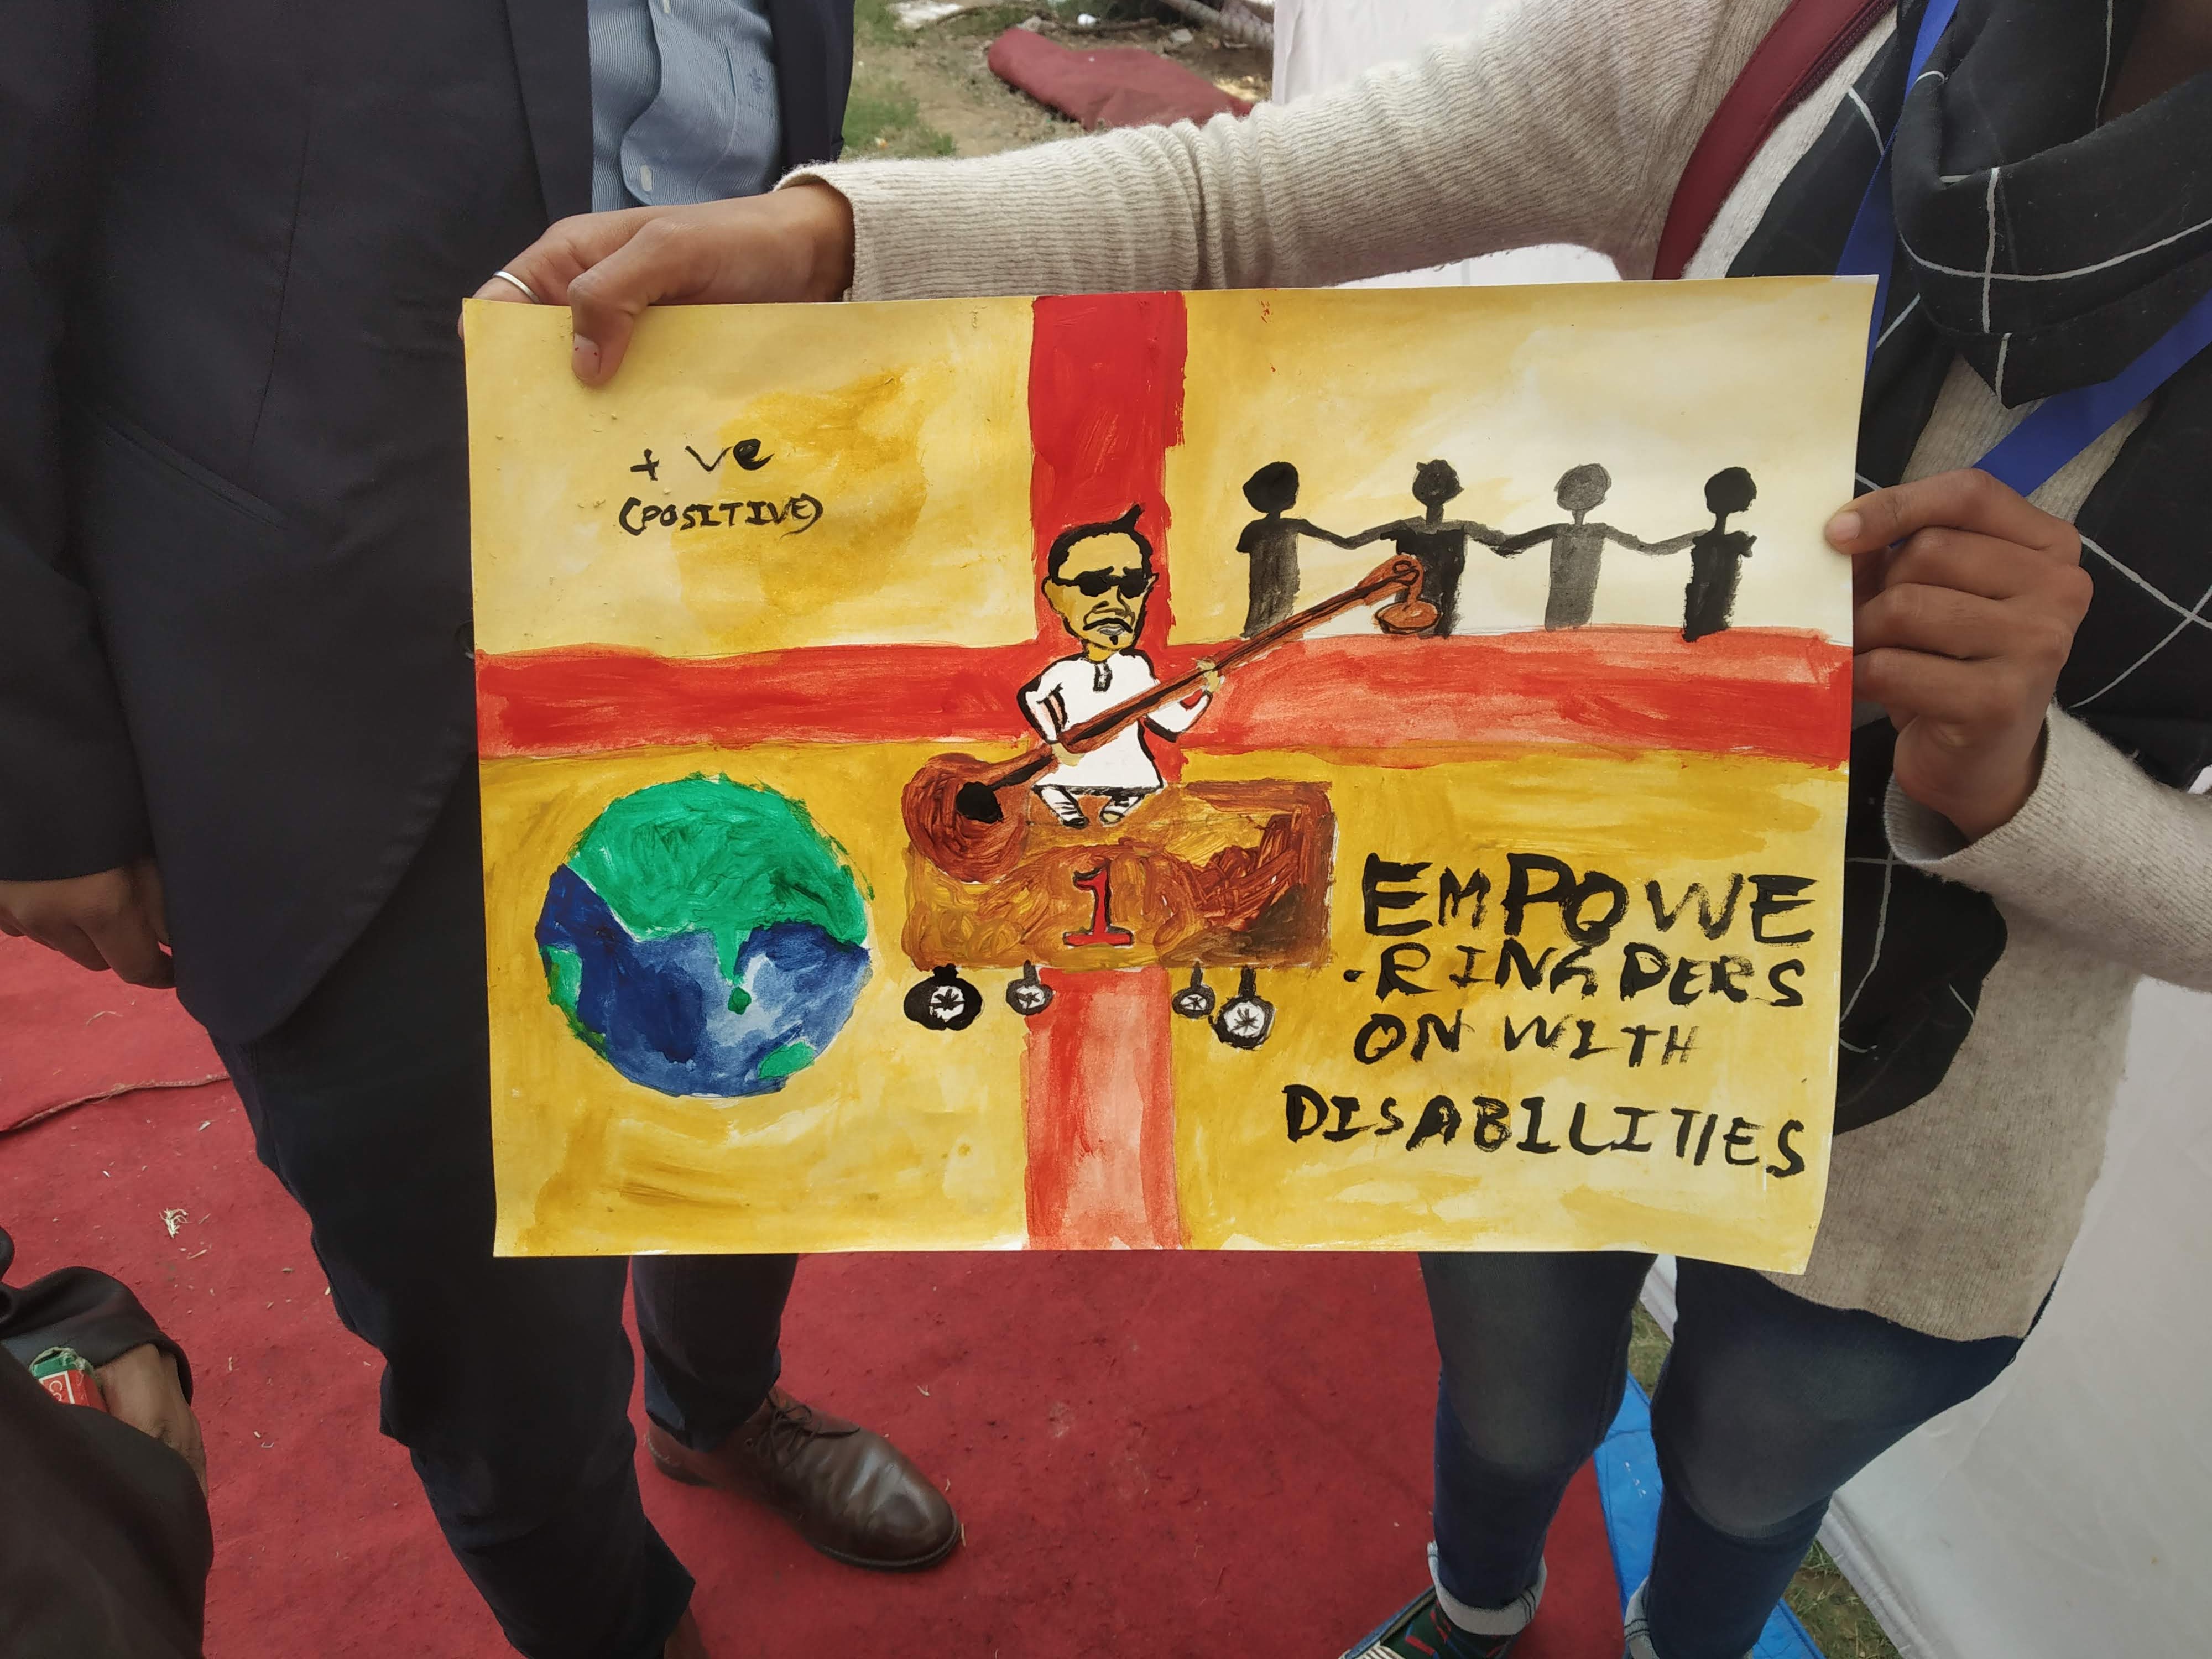 + ve
(POSITIVE)
1
EMPOWE
-RING PERS
ON WITH
DISABILITIES